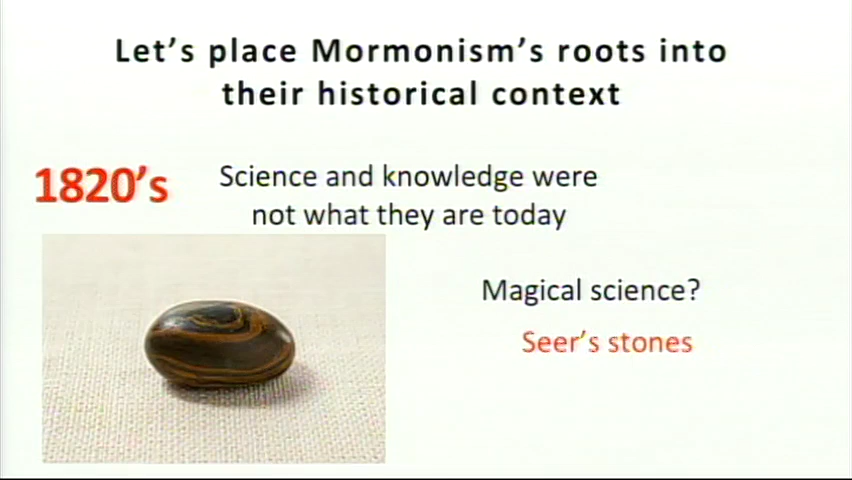 Let's place Mormonism's roots into
their historical context
1820's
Science and knowledge were
not what they are today
Magical science?
Seer's stones